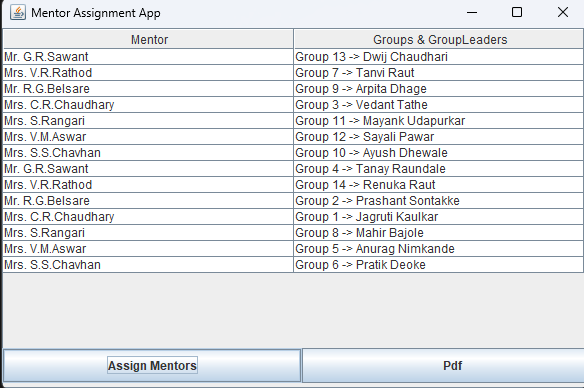 Mentor Assignment App
Mentor Groups & GroupLeaders
Mr. G.R.Sawant Group 13 -> Dwij Chaudhari
Mrs. V.R.Rathod Group 7 -> Tanvi Raut
Mr. R.G.Belsare Group 9 -> Arpita Dhage
Mrs. C.R.Chaudhary Group 3 -> Vedant Tathe
Mrs. S.Rangari Group 11 -> Mayank Udapurkar
Mrs. V.M.Aswar Group 12 -> Sayali Pawar
Mrs. S.S.Chavhan Group 10 -> Ayush Dhewale
Mr. G.R.Sawant Group 4 -> Tanay Raundale
Mrs. V.R.Rathod Group 14 -> Renuka Raut
Mr. R.G.Belsare Group 2 -> Prashant Sontakke
Mrs. C.R.Chaudhary Group 1 -> Jagruti Kaulkar
Mrs. S.Rangari Group 8 -> Mahir Bajole
Mrs. V.M.Aswar Group 5 -> Anurag Nimkande
Mrs. S.S.Chavhan Group 6 -> Pratik Deoke
Assign Mentors Pdf